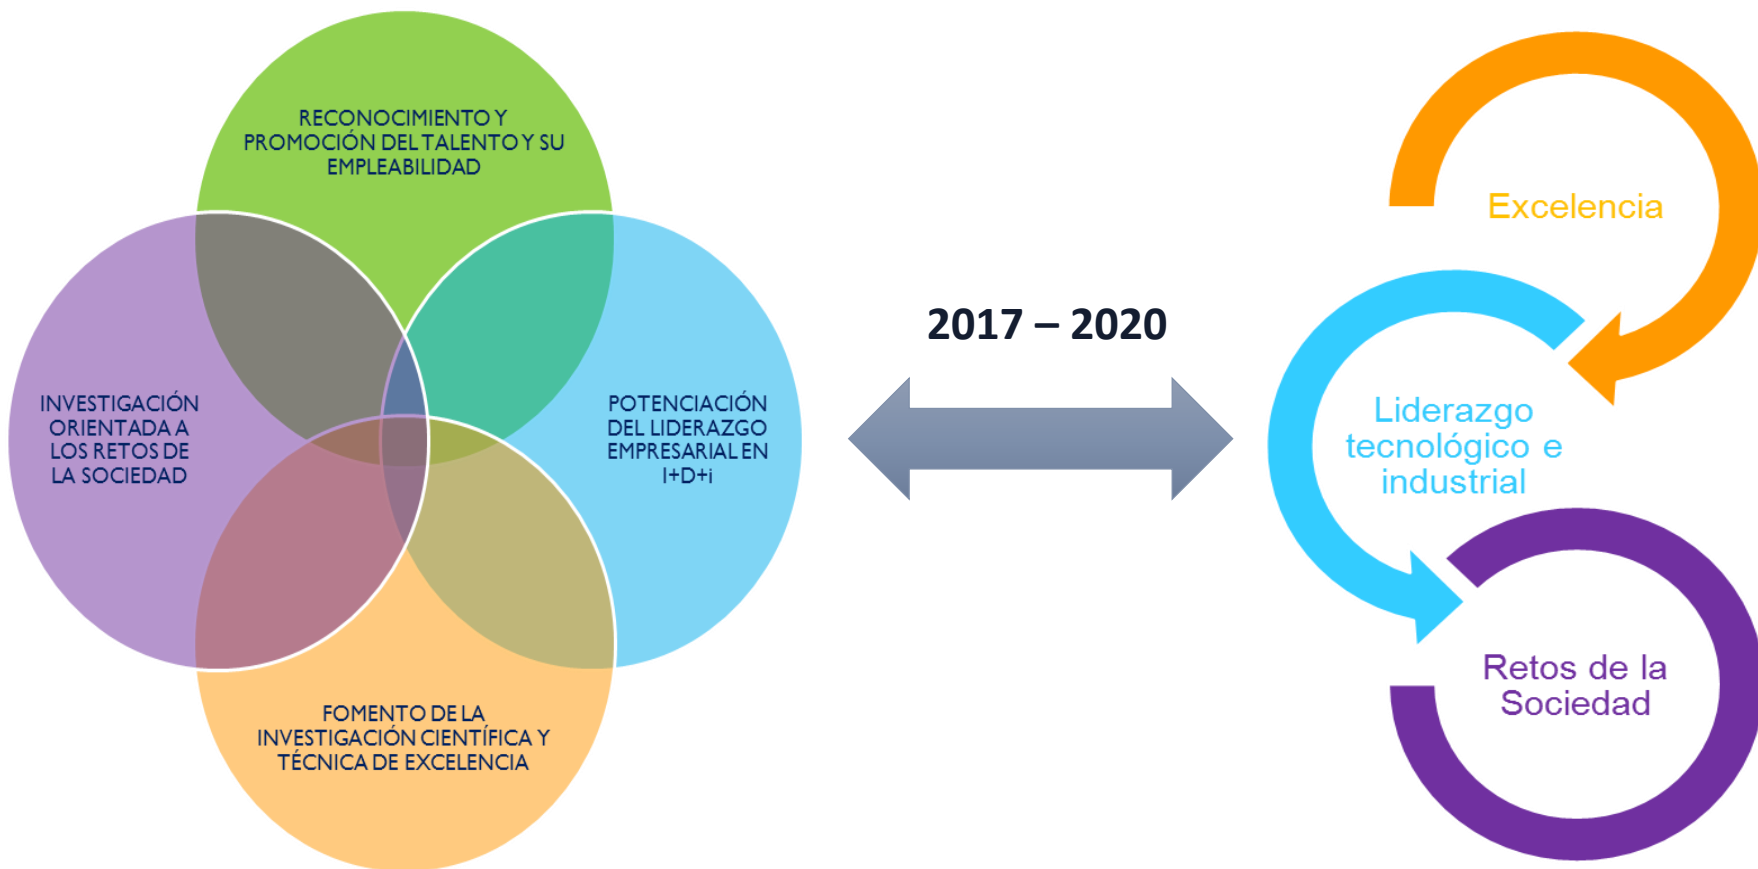 RECONOCIMIENTO Y
PROMOCIÓN DEL TALENTO Y SU
EMPLEABILIDAD
INVESTIGACIÓN
ORIENTADA A
LOS RETOS DE
LA SOCIEDAD
POTENCIACIÓN
DEL LIDERAZGO
EMPRESARIAL EN
I+D+i
FOMENTO DE LA
INVESTIGACIÓN CIENTÍFICA Y
TÉCNICA DE EXCELENCIA
2017 – 2020
Excelencia
Liderazgo
tecnológico e
industrial
Retos de la
Sociedad